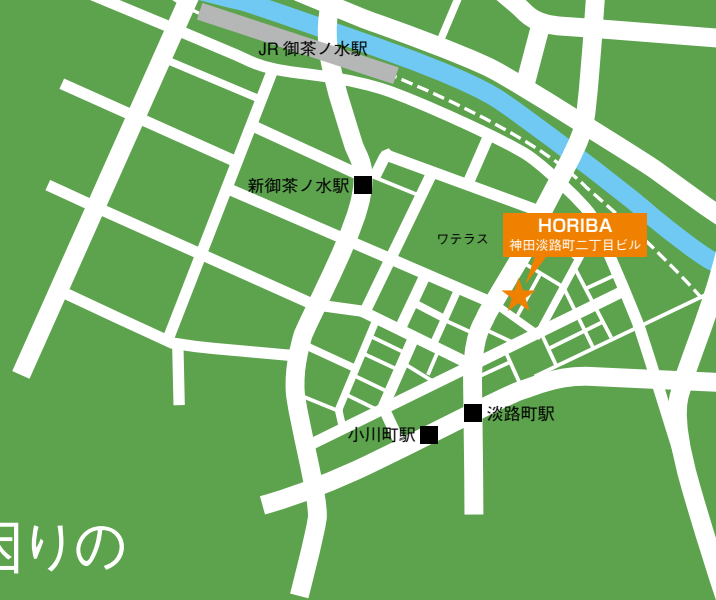 JR 御茶ノ水駅
新御茶ノ水駅
ワテラス
HORIBA
神田淡路町二丁目ビル
淡路町駅
小川町駅
困りの